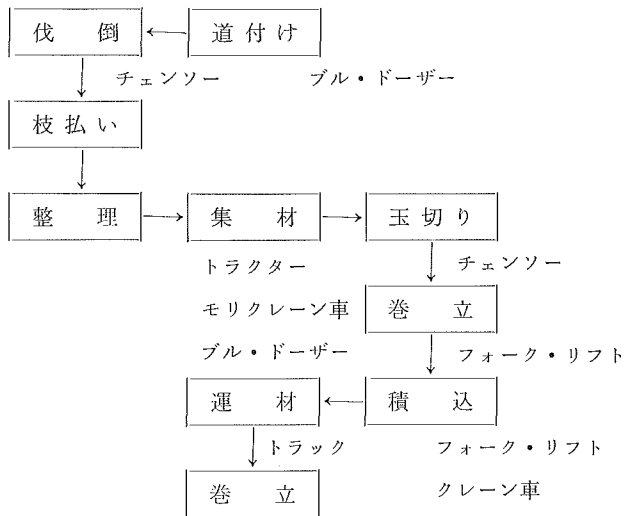 伐倒 道付け
チェンソー ブル・ドーザー
枝払い
整理 集材 玉切り
トラクター チェンソー
モリクレーン車 巻立
ブル・ドーザー フォーク・リフト
運材 積込
トラック フォーク・リフト
巻立 クレーン車